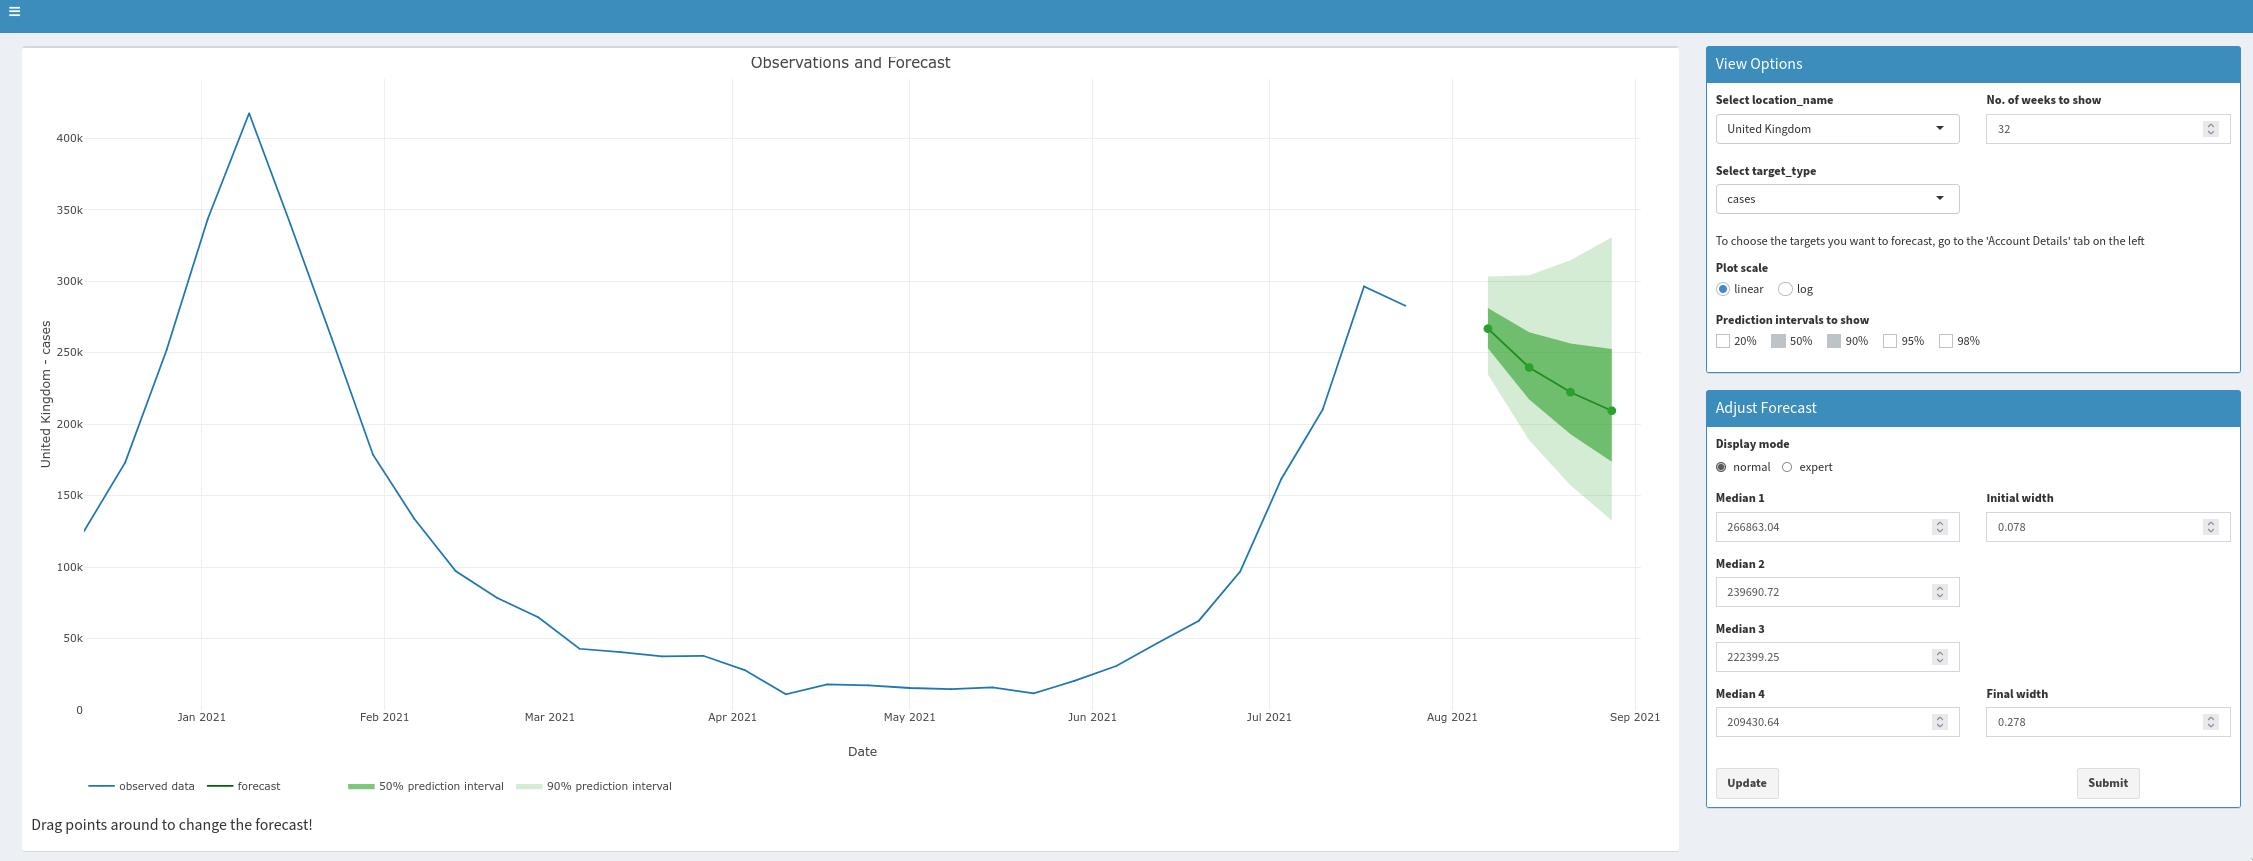 Observations and Forecast
400k
350k
300k
250k
200k
150k
100k
50k
0
United Kingdom - cases
Jan 2021 Feb 2021 Mar 2021 Apr 2021 May 2021 Jun 2021 Jul 2021 Aug 2021 Sep 2021
Date
observed data forecast 50% prediction interval 90% prediction interval
Drag points around to change the forecast!
View Options
Select location_name No. of weeks to show
United Kingdom 32
Select target_type
cases
To choose the targets you want to forecast, go to the 'Account Details' tab on the left
Plot scale
linear log
Prediction intervals to show
20% 50% 90% 95% 98%
Adjust Forecast
Display mode
normal expert
Median 1 Initial width
266863.04 0.078
Median 2
239690.72
Median 3
222399.25
Median 4 Final width
209430.64 0.278
Update Submit